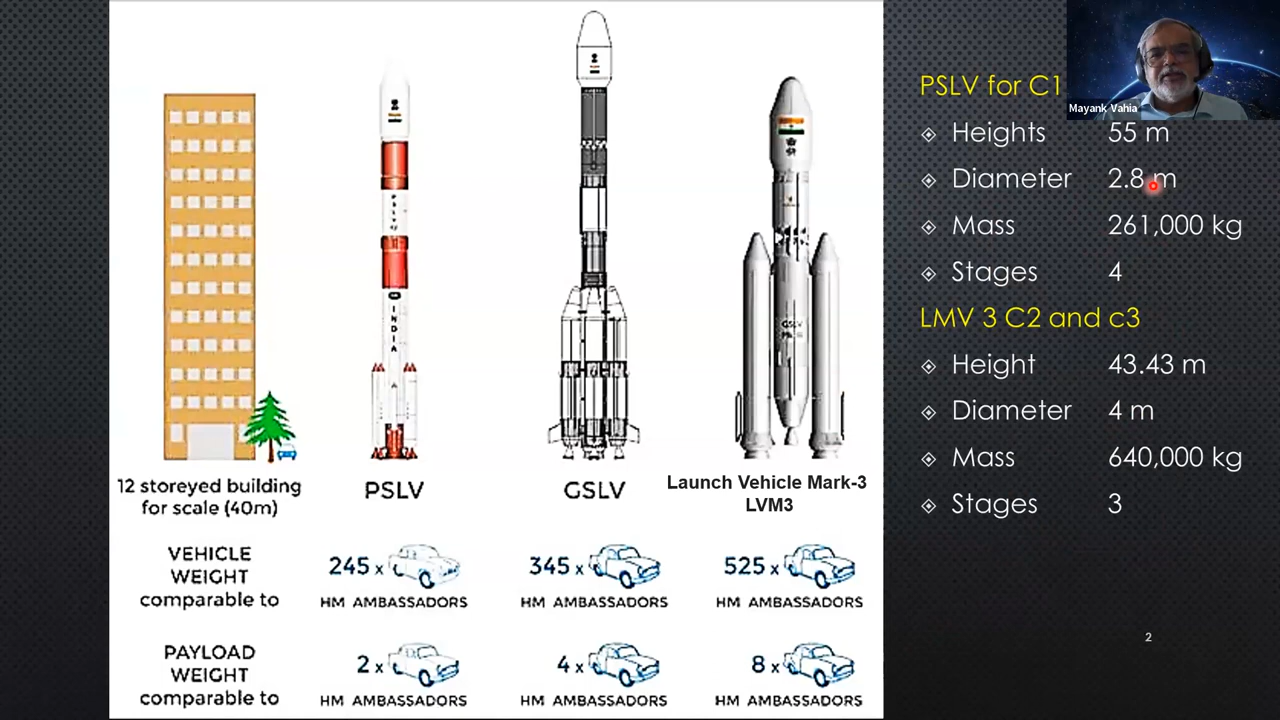 12 storeyed building
for scale (40m)
PSLV
INDIA
PSLV
GSLV
GSLV
Launch Vehicle Mark-3
LVM3
VEHICLE
WEIGHT
comparable to
245 x
HM AMBASSADORS
345 x
HM AMBASSADORS
525 x
HM AMBASSADORS
PAYLOAD
WEIGHT
comparable to
2 x
HM AMBASSADORS
4 x
HM AMBASSADORS
8 x
HM AMBASSADORS
PSLV for C1
Heights 55 m
Diameter 2.8 m
Mass 261,000 kg
Stages 4
LMV 3 C2 and c3
Height 43.43 m
Diameter 4 m
Mass 640,000 kg
Stages 3
2
Mayank Vahia